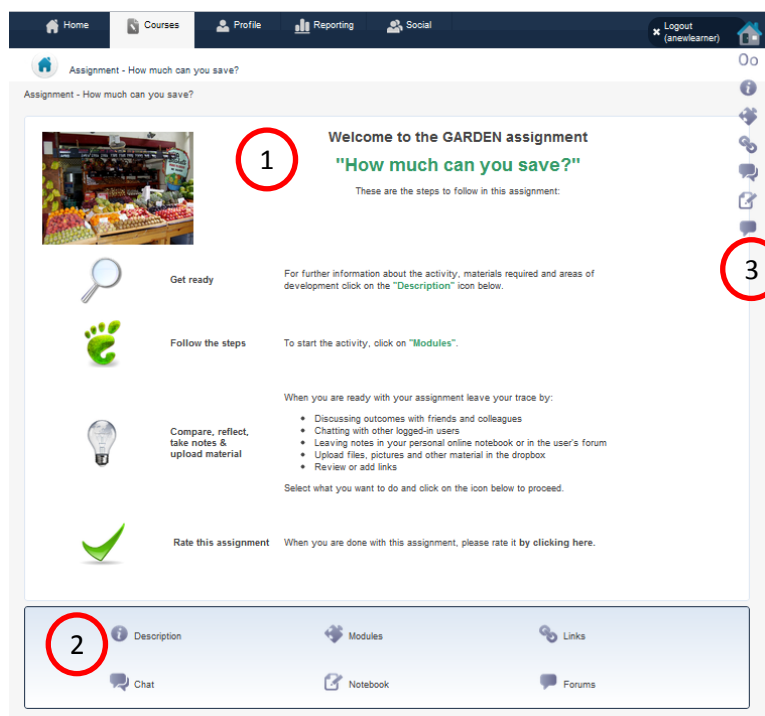 Home Courses Profile Reporting Social
Logout
(anewlearner)
Assignment - How much can you save?
Assignment - How much can you save?
1
Welcome to the GARDEN assignment
"How much can you save?"
These are the steps to follow in this assignment:
Get ready
For further information about the activity, materials required and areas of
development click on the "Description" icon below.
3
Follow the steps
To start the activity, click on "Modules".
When you are ready with your assignment leave your trace by:
Compare, reflect,
take notes &
upload material
• Discussing outcomes with friends and colleagues
• Chatting with other logged-in users
• Leaving notes in your personal online notebook or in the user's forum
• Upload files, pictures and other material in the dropbox
• Review or add links
Select what you want to do and click on the icon below to proceed.
Rate this assignment
When you are done with this assignment, please rate it by clicking here.
2
Description Modules Links
Chat Notebook Forums